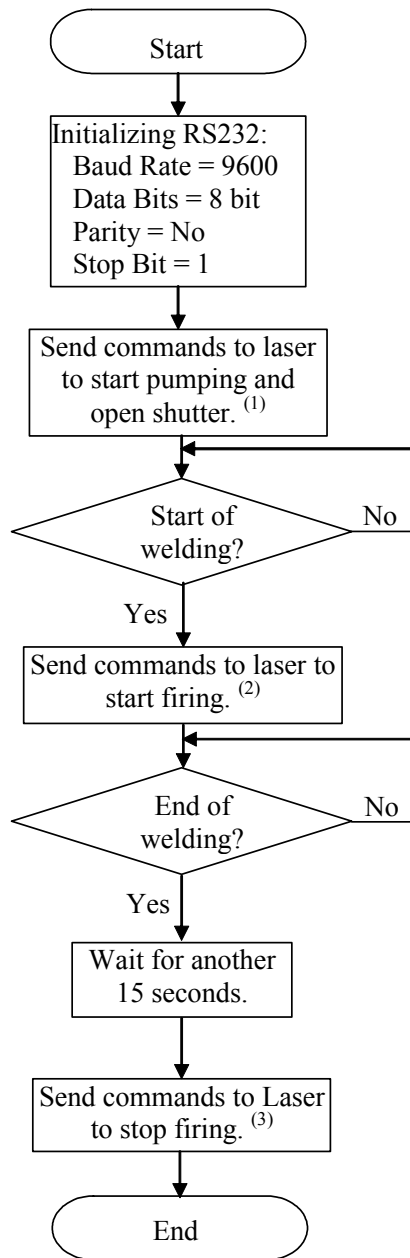 Start
Initializing RS232:
Baud Rate = 9600
Data Bits = 8 bit
Parity = No
Stop Bit = 1
Send commands to laser
to start pumping and
open shutter. (1)
Start of
welding?
No
Yes
Send commands to laser to
start firing. (2)
End of
welding?
No
Yes
Wait for another
15 seconds.
Send commands to Laser
to stop firing. (3)
End